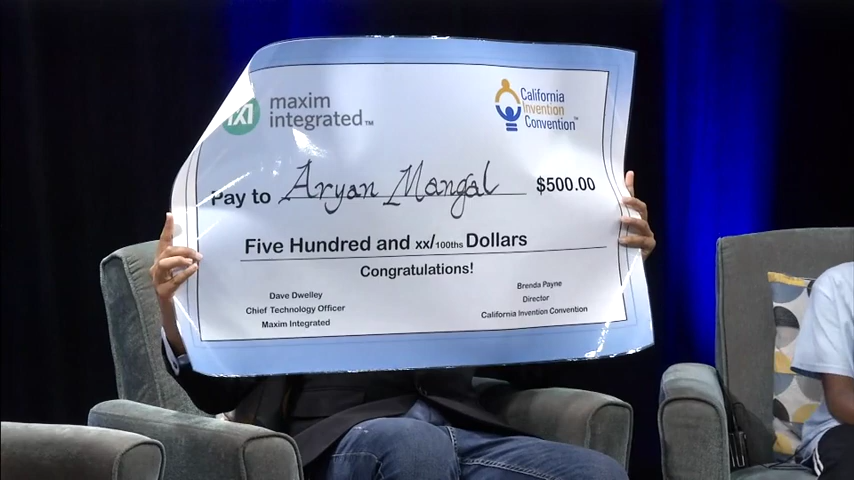 maxim
integrated™
California
Invention
Convention™
Pay to Aryan Mangal $500.00
Five Hundred and xx/100ths Dollars
Congratulations!
Dave Dwelley
Chief Technology Officer
Maxim Integrated
Brenda Payne
Director
California Invention Convention